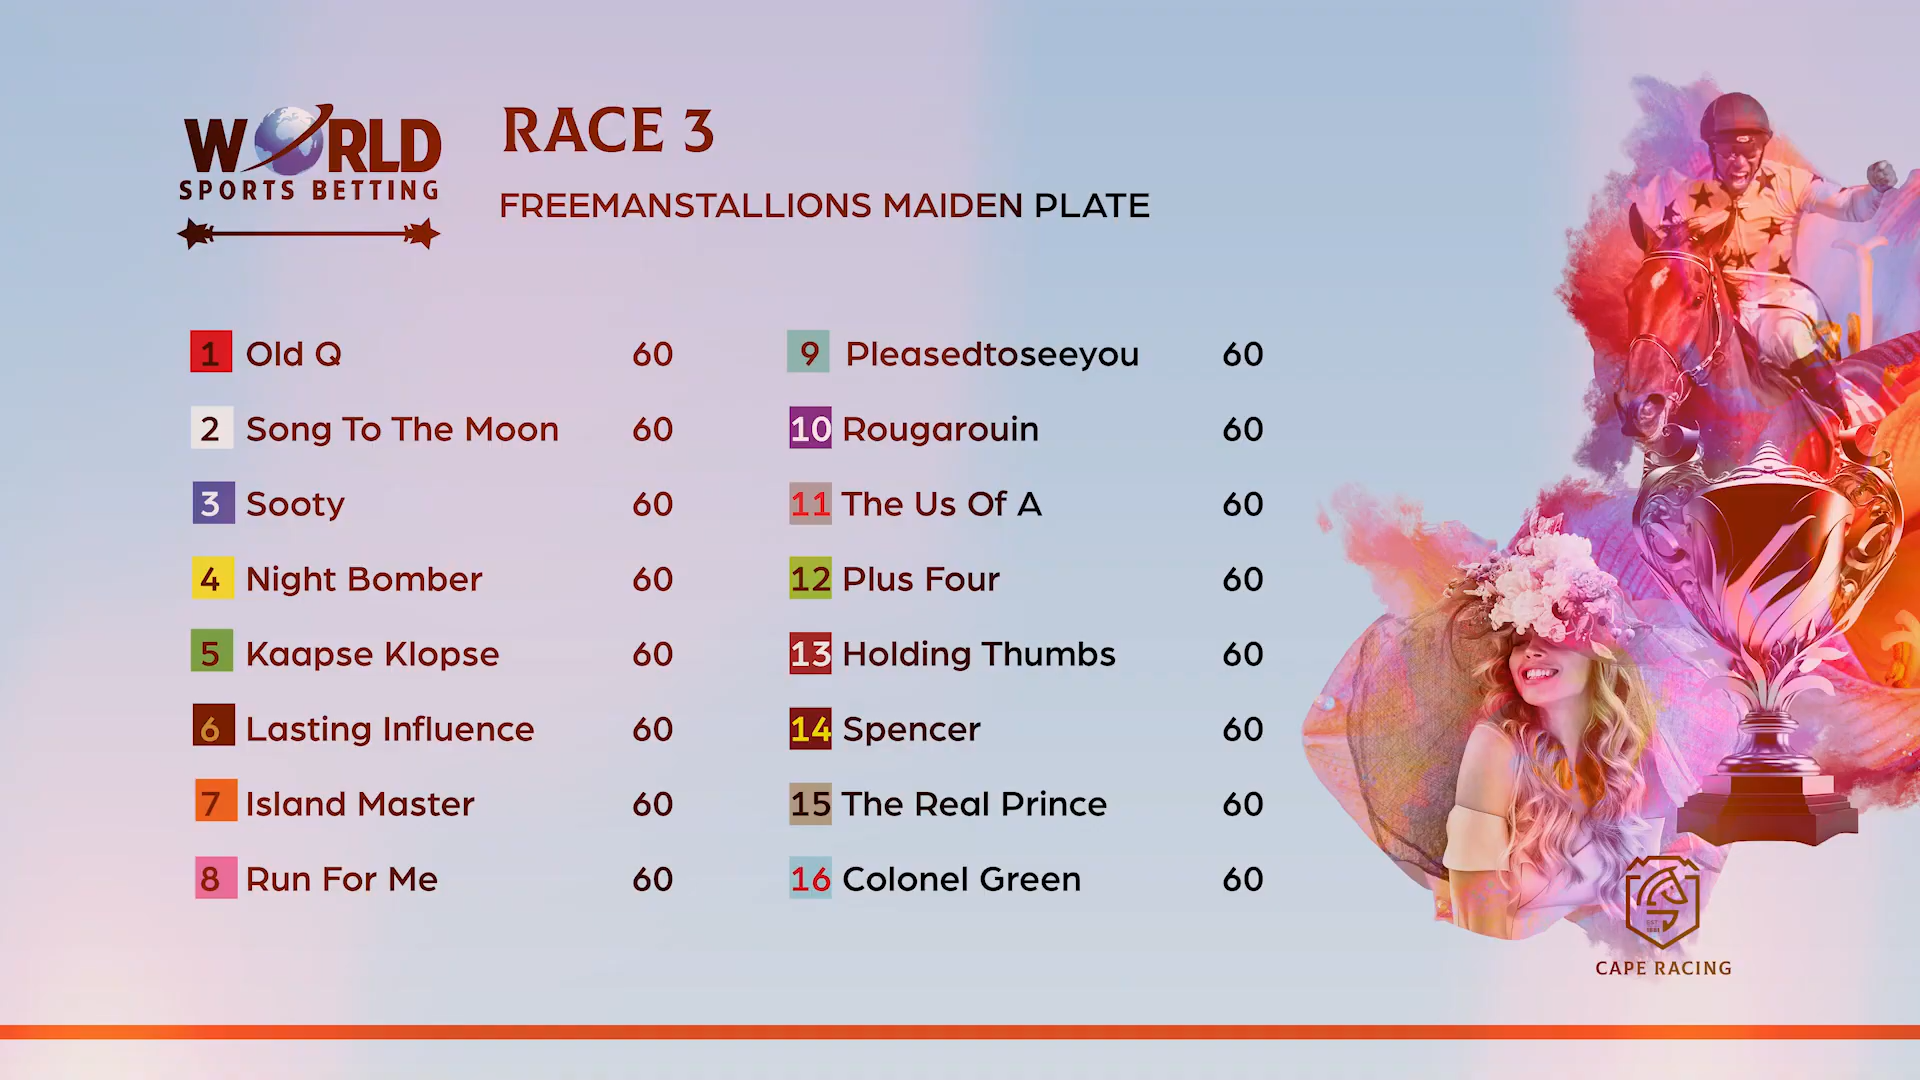 WORLD
SPORTS BETTING
RACE 3
FREEMANSTALLIONS MAIDEN PLATE
1 Old Q 60
2 Song To The Moon 60
3 Sooty 60
4 Night Bomber 60
5 Kaapse Klopse 60
6 Lasting Influence 60
7 Island Master 60
8 Run For Me 60
9 Pleasedtoseeyou 60
10 Rougarouin 60
11 The Us Of A 60
12 Plus Four 60
13 Holding Thumbs 60
14 Spencer 60
15 The Real Prince 60
16 Colonel Green 60
EST
CAPE RACING